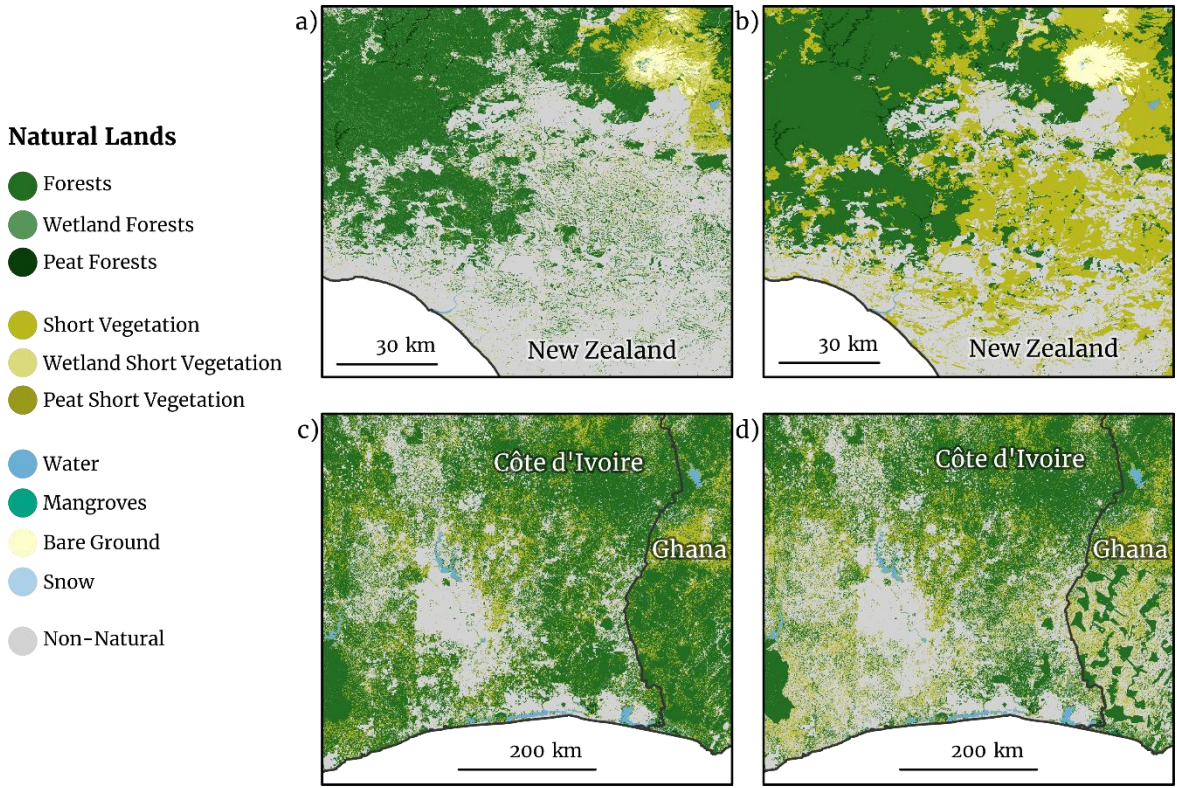 Natural Lands
Forests
Wetland Forests
Peat Forests
Short Vegetation
Wetland Short Vegetation
Peat Short Vegetation
Water
Mangroves
Bare Ground
Snow
Non-Natural
a)
30 km
New Zealand
b)
30 km
New Zealand
c)
Côte d'Ivoire
Ghana
200 km
d)
Côte d'Ivoire
Ghana
200 km